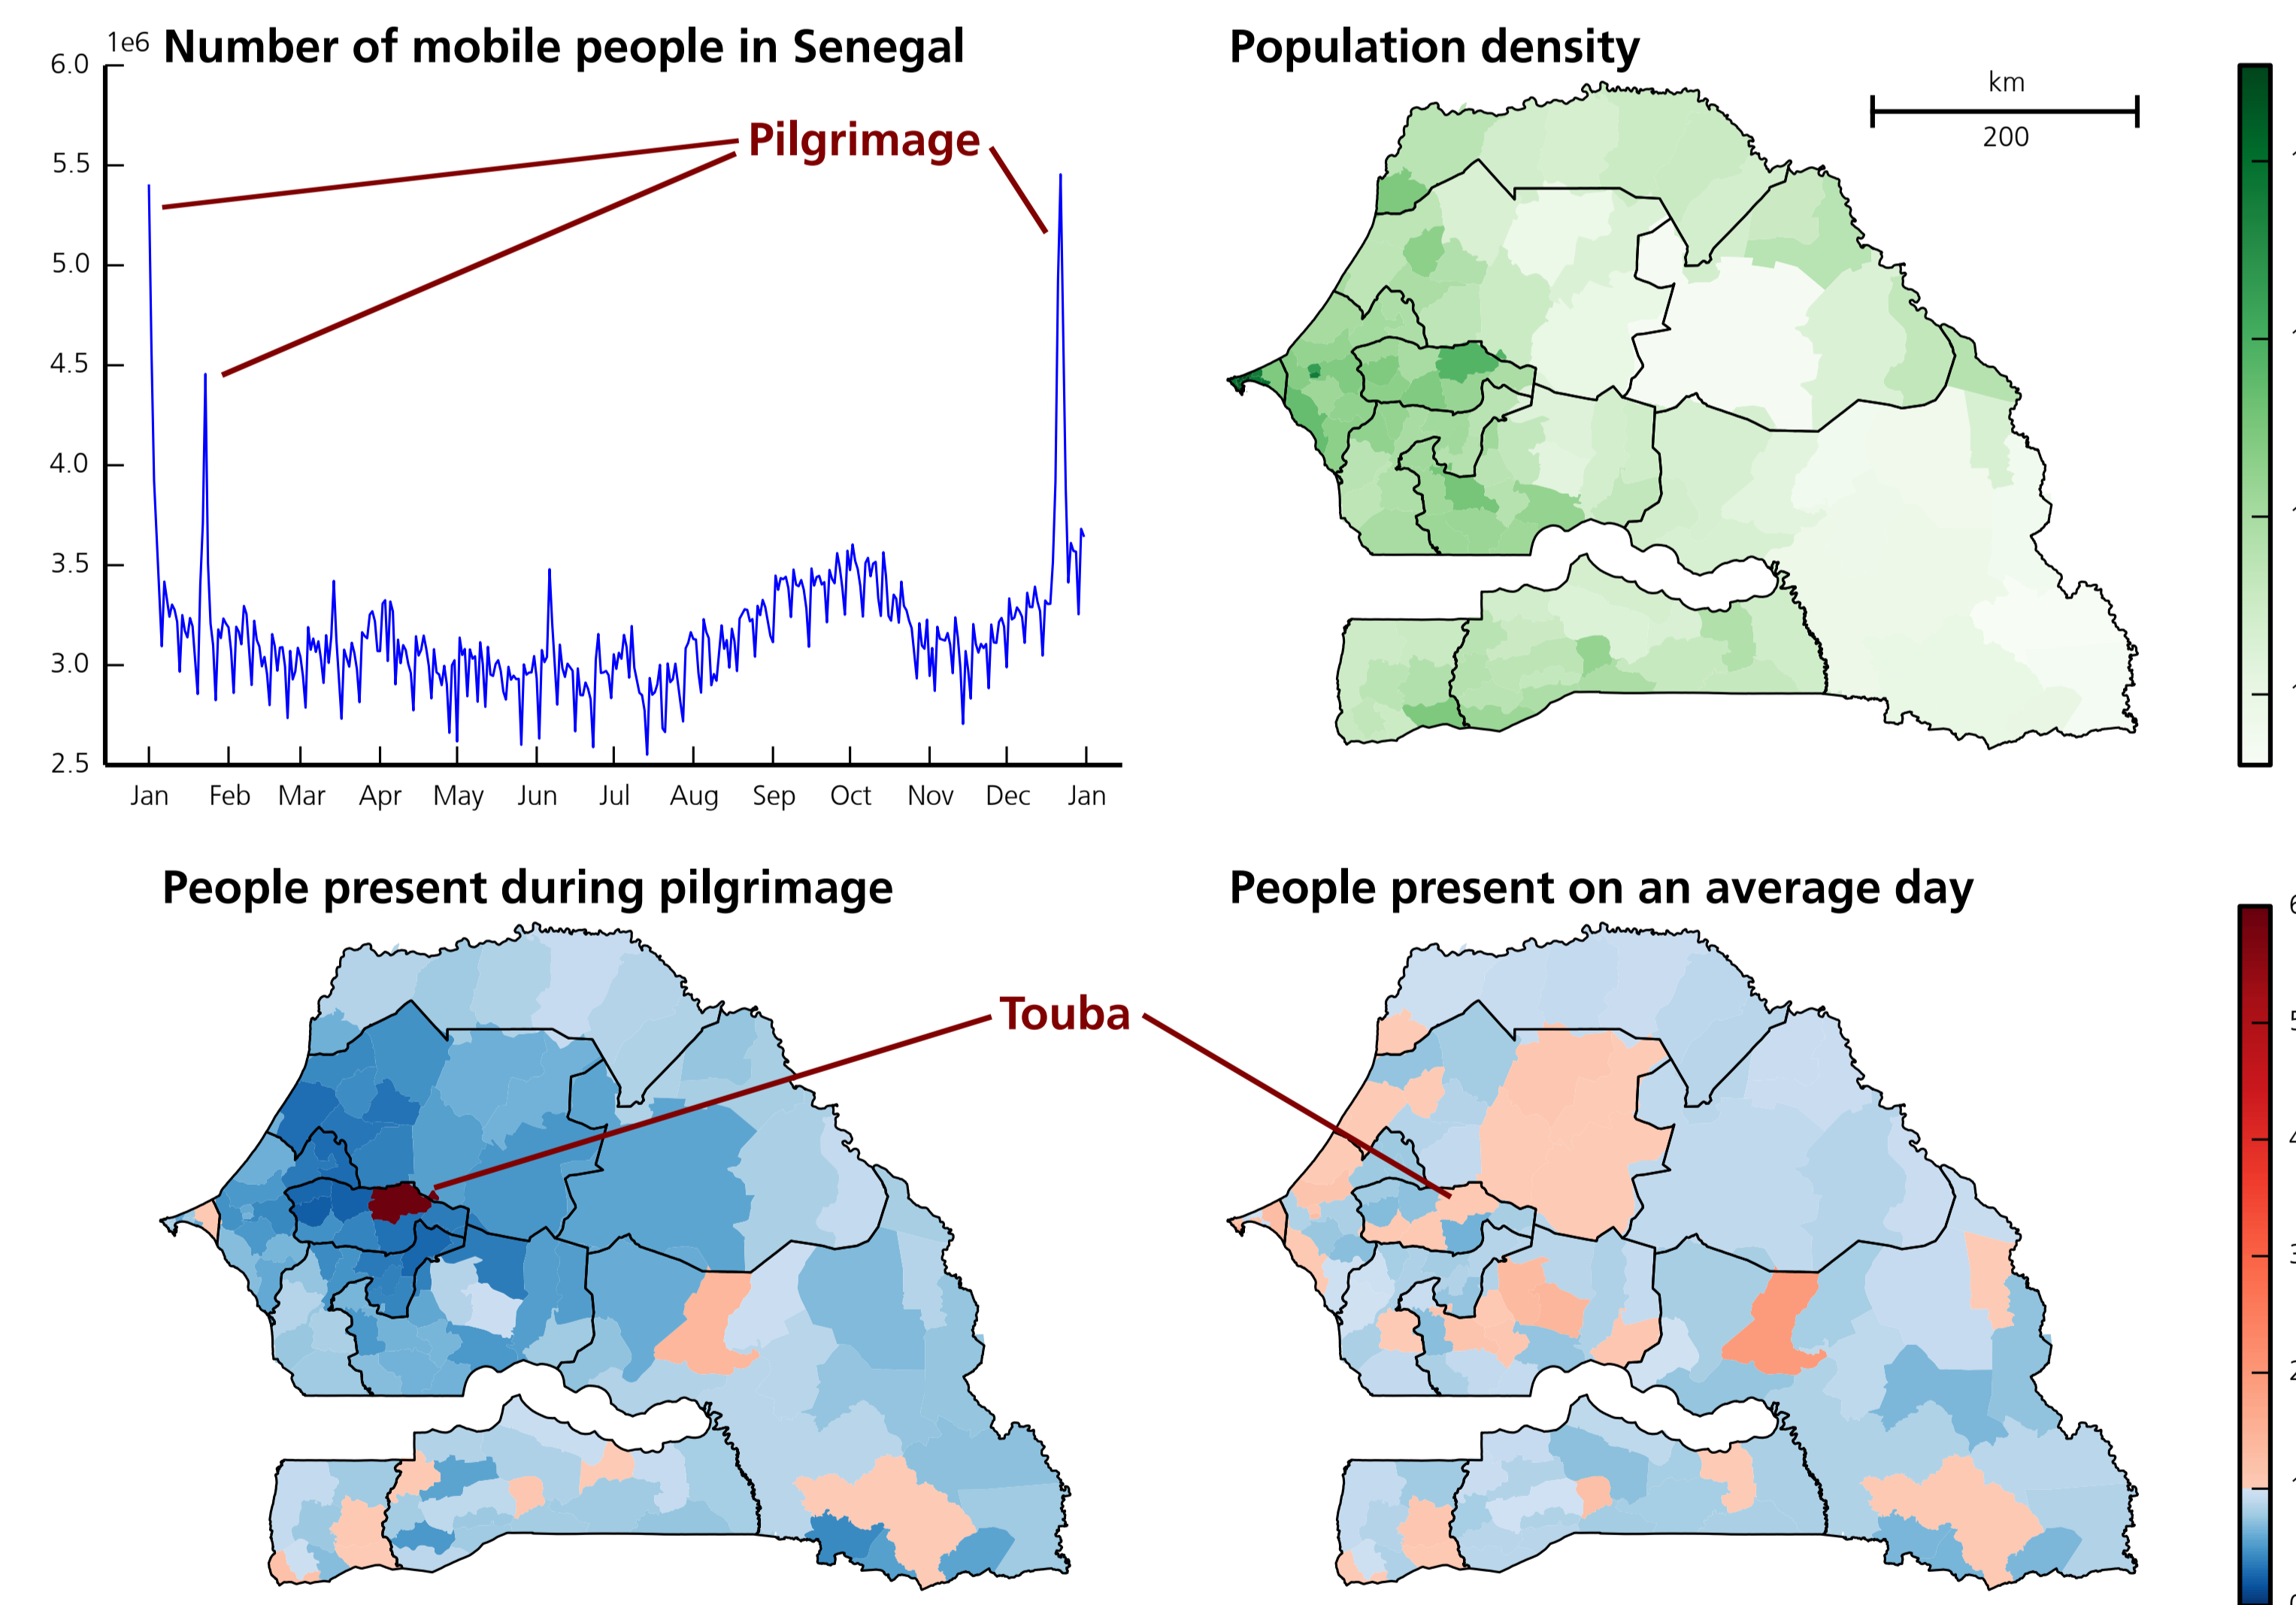 Number of mobile people in Senegal
1e6
6.0
5.5
5.0
4.5
4.0
3.5
3.0
2.5
Pilgrimage
Jan Feb Mar Apr May Jun Jul Aug Sep Oct Nov Dec Jan
Population density
km
200
People present during pilgrimage
People present on an average day
Touba